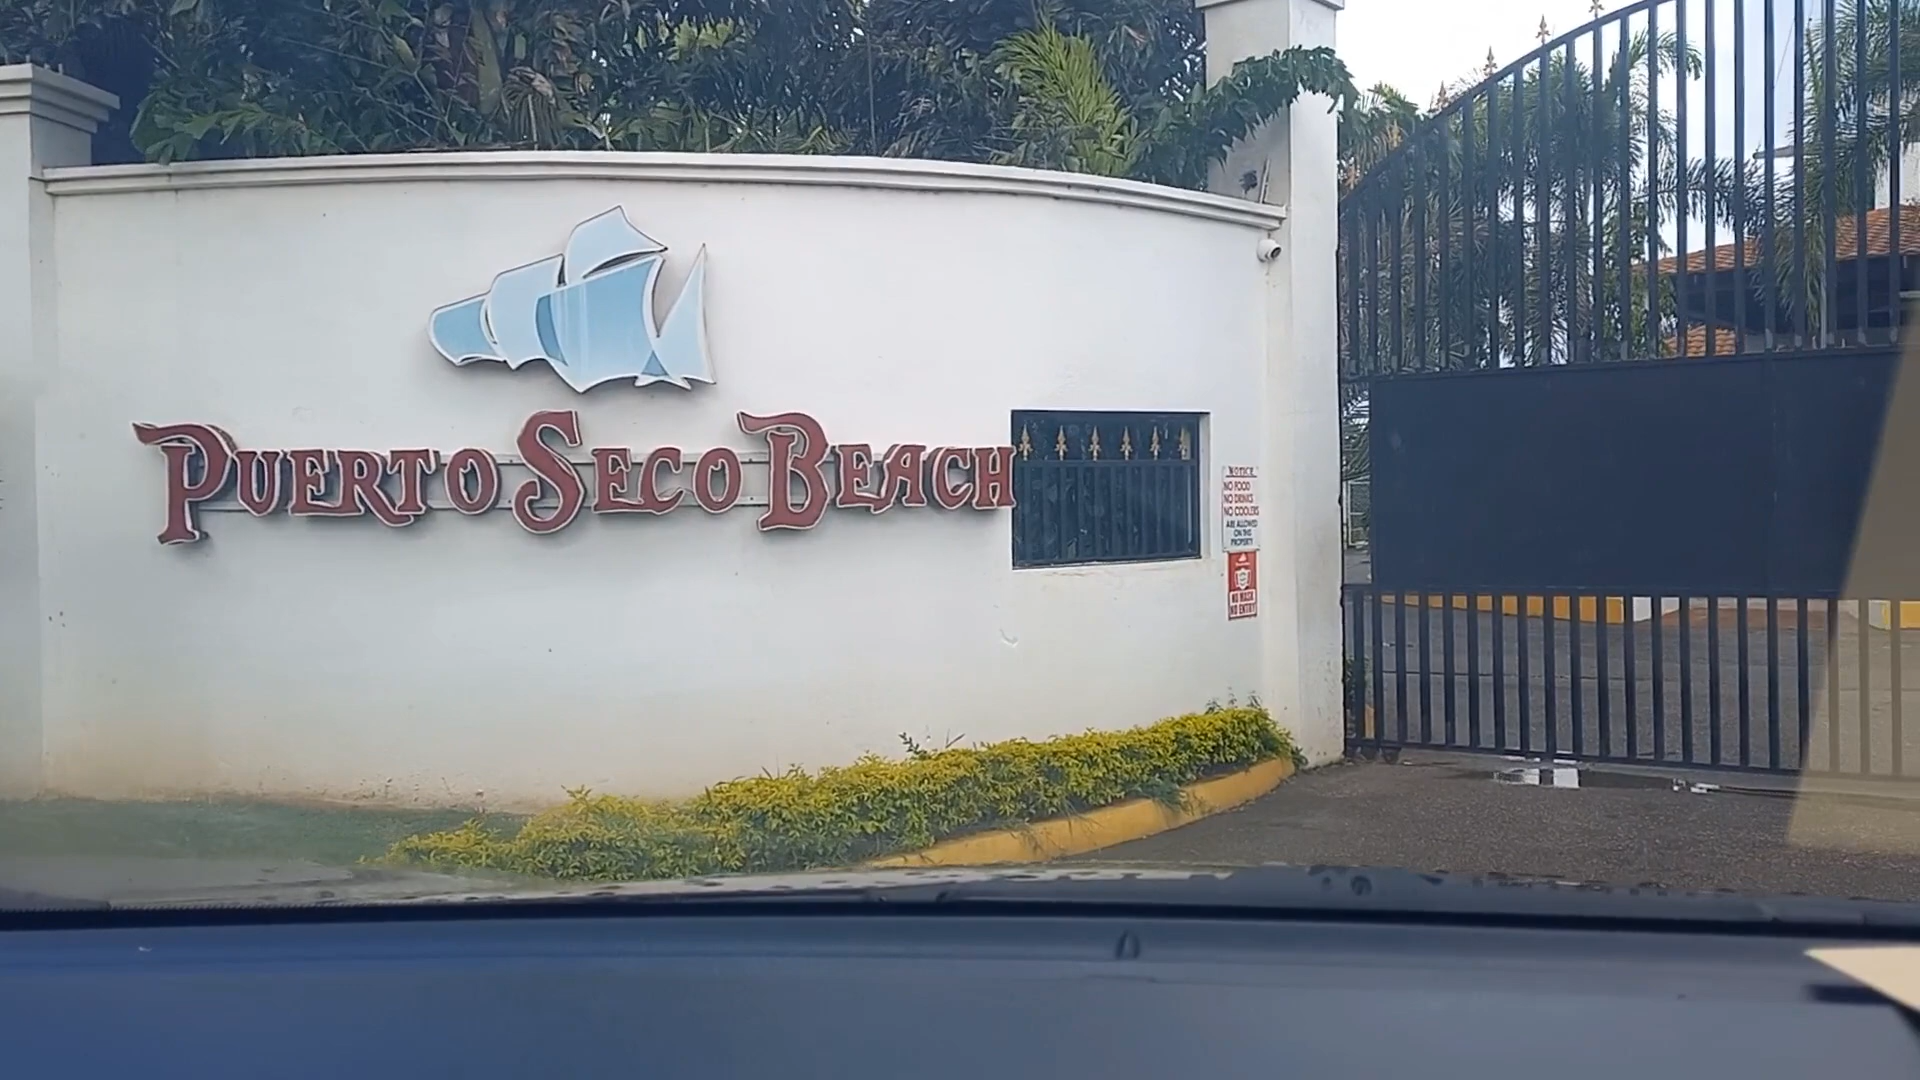 PUERTO SECO BEACH
NOTICE
NO FOOD
NO DRINKS
NO COOLERS
ARE ALLOWED
ON THIS
PROPERTY
NO MASK
NO ENTRY